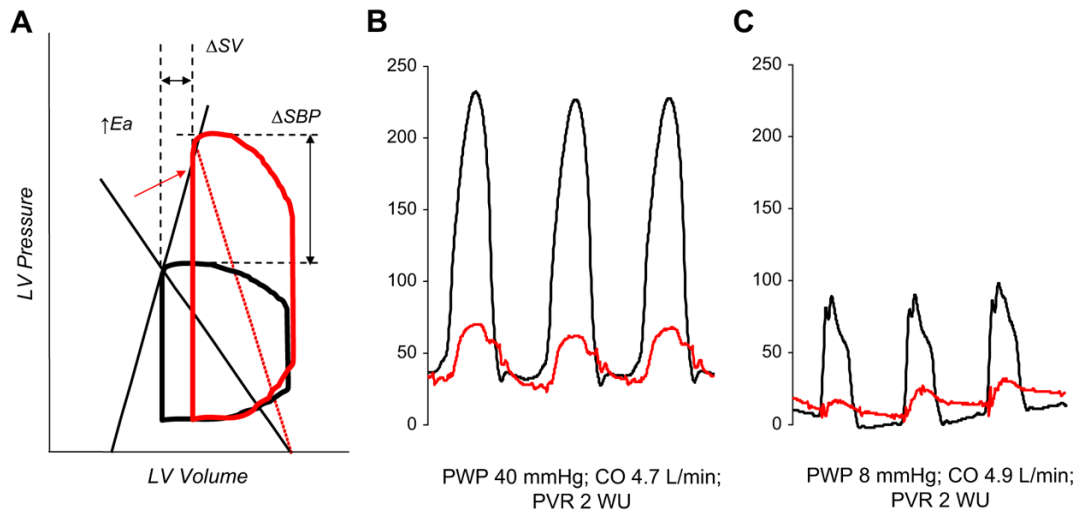 A
ΔSV
↑Ea
ΔSBP
LV Pressure
LV Volume
B
250
200
150
100
50
0
PWP 40 mmHg; CO 4.7 L/min;
PVR 2 WU
C
250
200
150
100
50
0
PWP 8 mmHg; CO 4.9 L/min;
PVR 2 WU